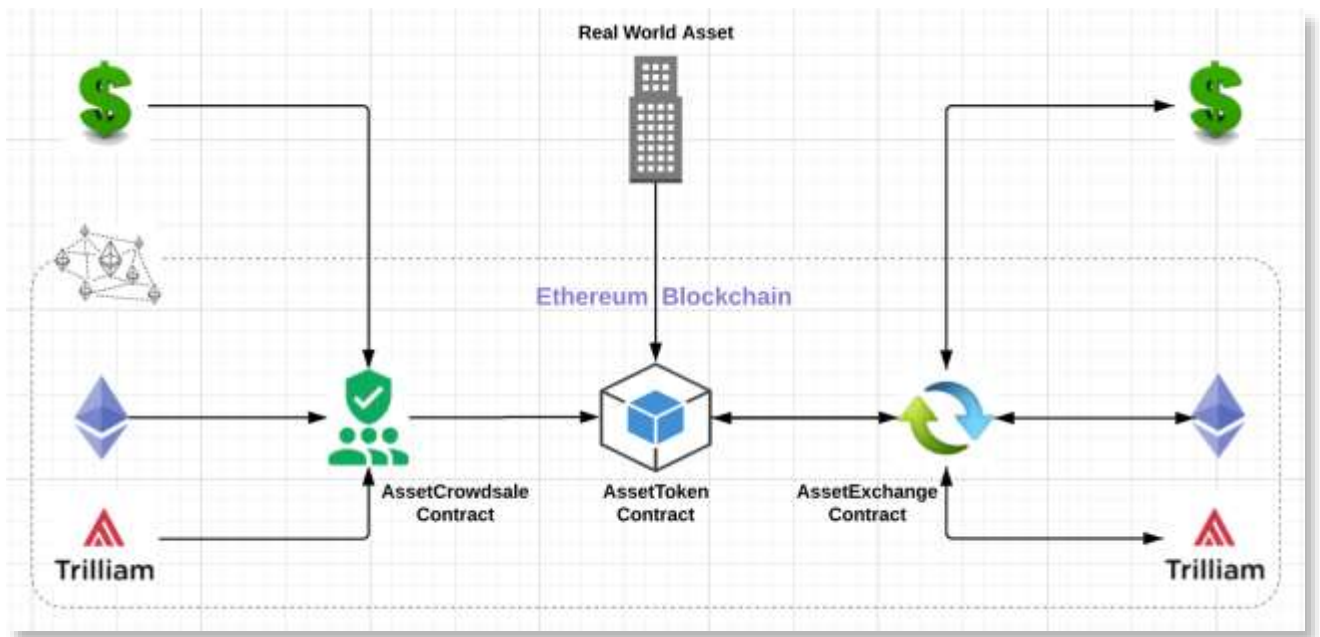 Real World Asset
Ethereum Blockchain
AssetCrowdsale
Contract
AssetToken
Contract
AssetExchange
Contract
Trilliam
Trilliam